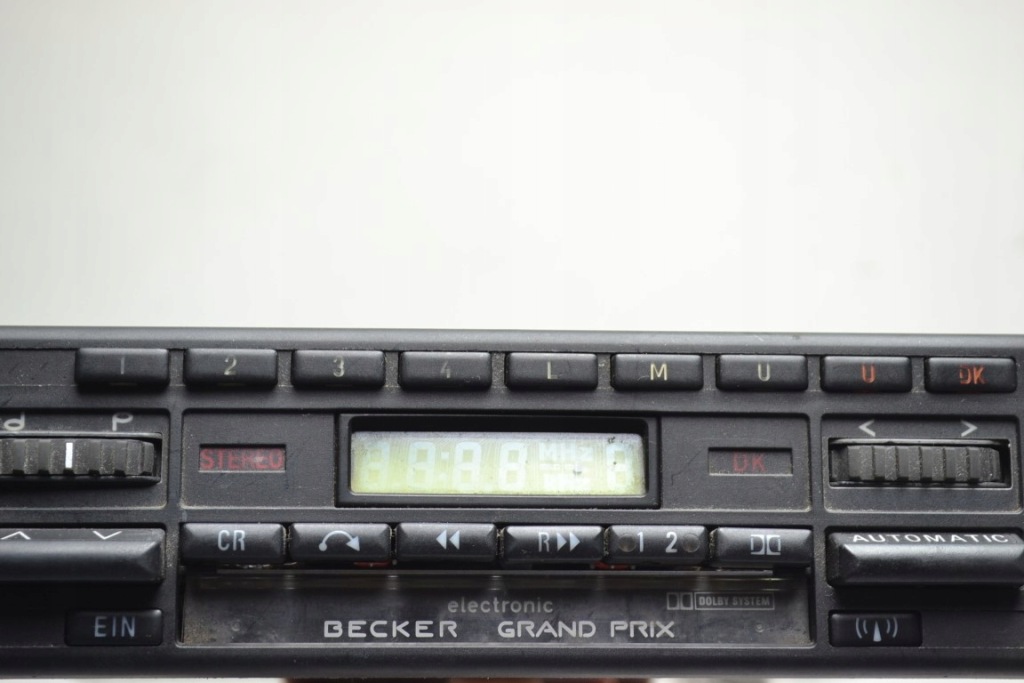 1 2 3 4 L M U U DK
d P
STEREO
MHz
DK
< >
CR
R
1 2
AUTOMATIC
EIN
electronic
DOLBY SYSTEM
BECKER GRAND PRIX